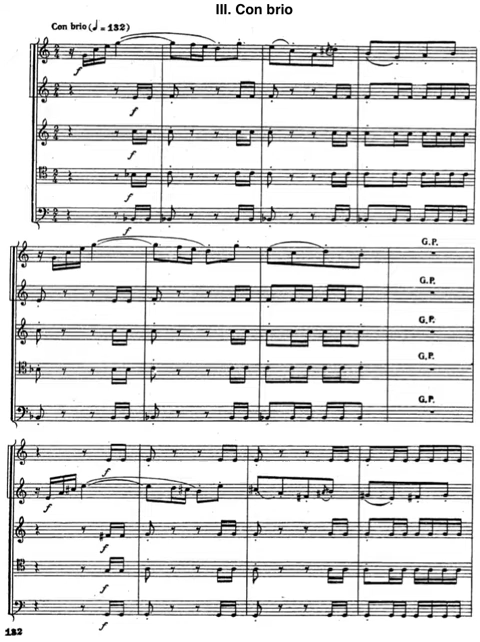 III. Con brio
Con brio (♩=132)
f
f
f
f
f
G.P.
G.P.
G.P.
G.P.
G.P.
f
f
f
f
f
132